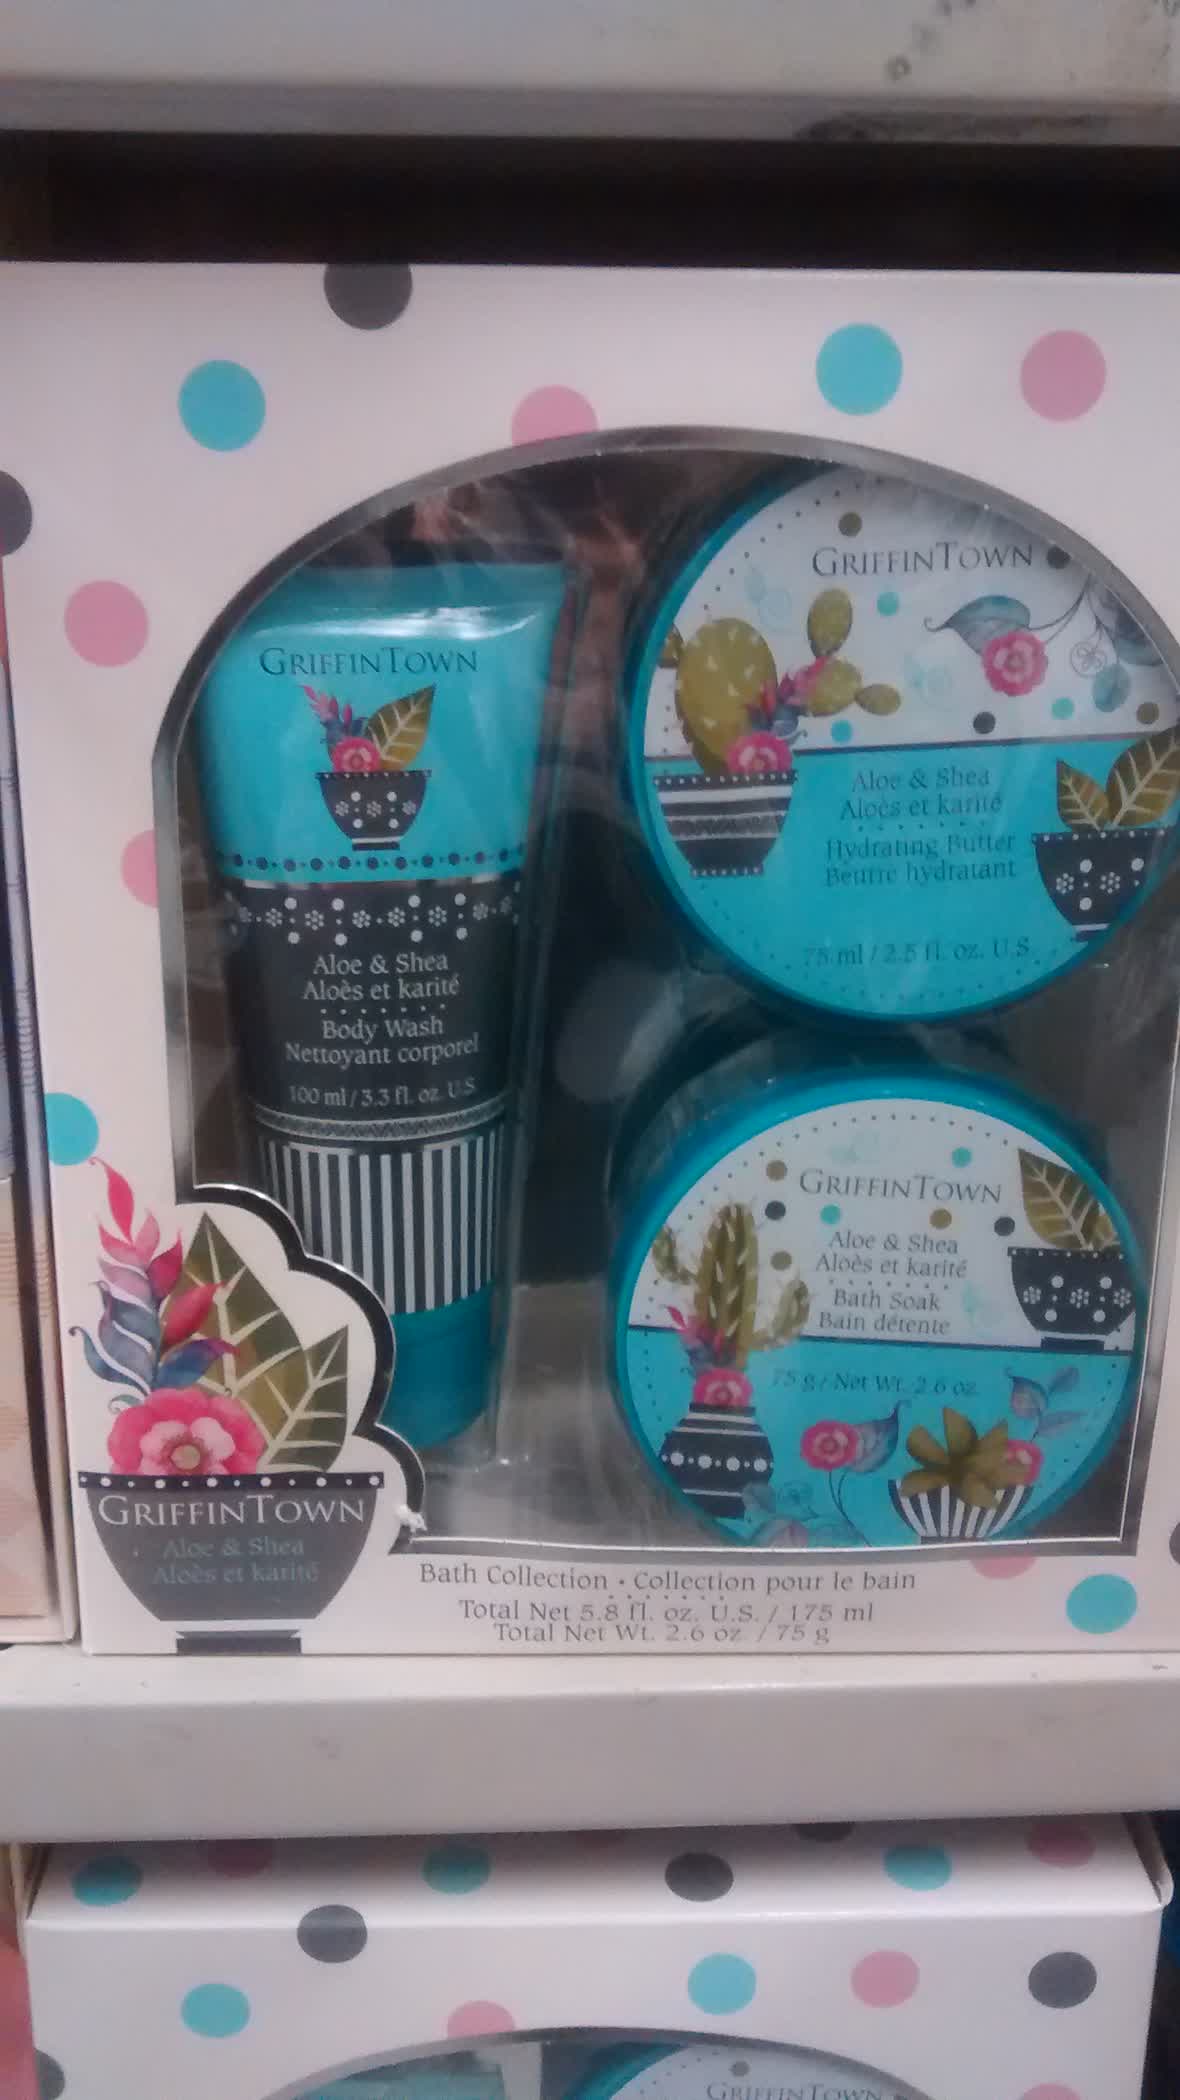 GRIFFINTOWN
Aloe & Shea
Aloès et karité
Body Wash
Nettoyant corporel
100 ml / 3.3 fl. oz. U.S.
GRIFFINTOWN
Aloe & Shea
Aloès et karité
Hydrating Butter
Beurre hydratant
75 ml / 2.5 fl. oz. U.S.
GRIFFINTOWN
Aloe & Shea
Aloès et karité
Bath Soak
Bain détente
75 g / Net Wt. 2.6 oz.
GRIFFINTOWN
Aloe & Shea
Aloès et karité
Bath Collection • Collection pour le bain
Total Net 5.8 fl. oz. U.S. / 175 ml
Total Net Wt. 2.6 oz. / 75 g
GRIFFINTOWN